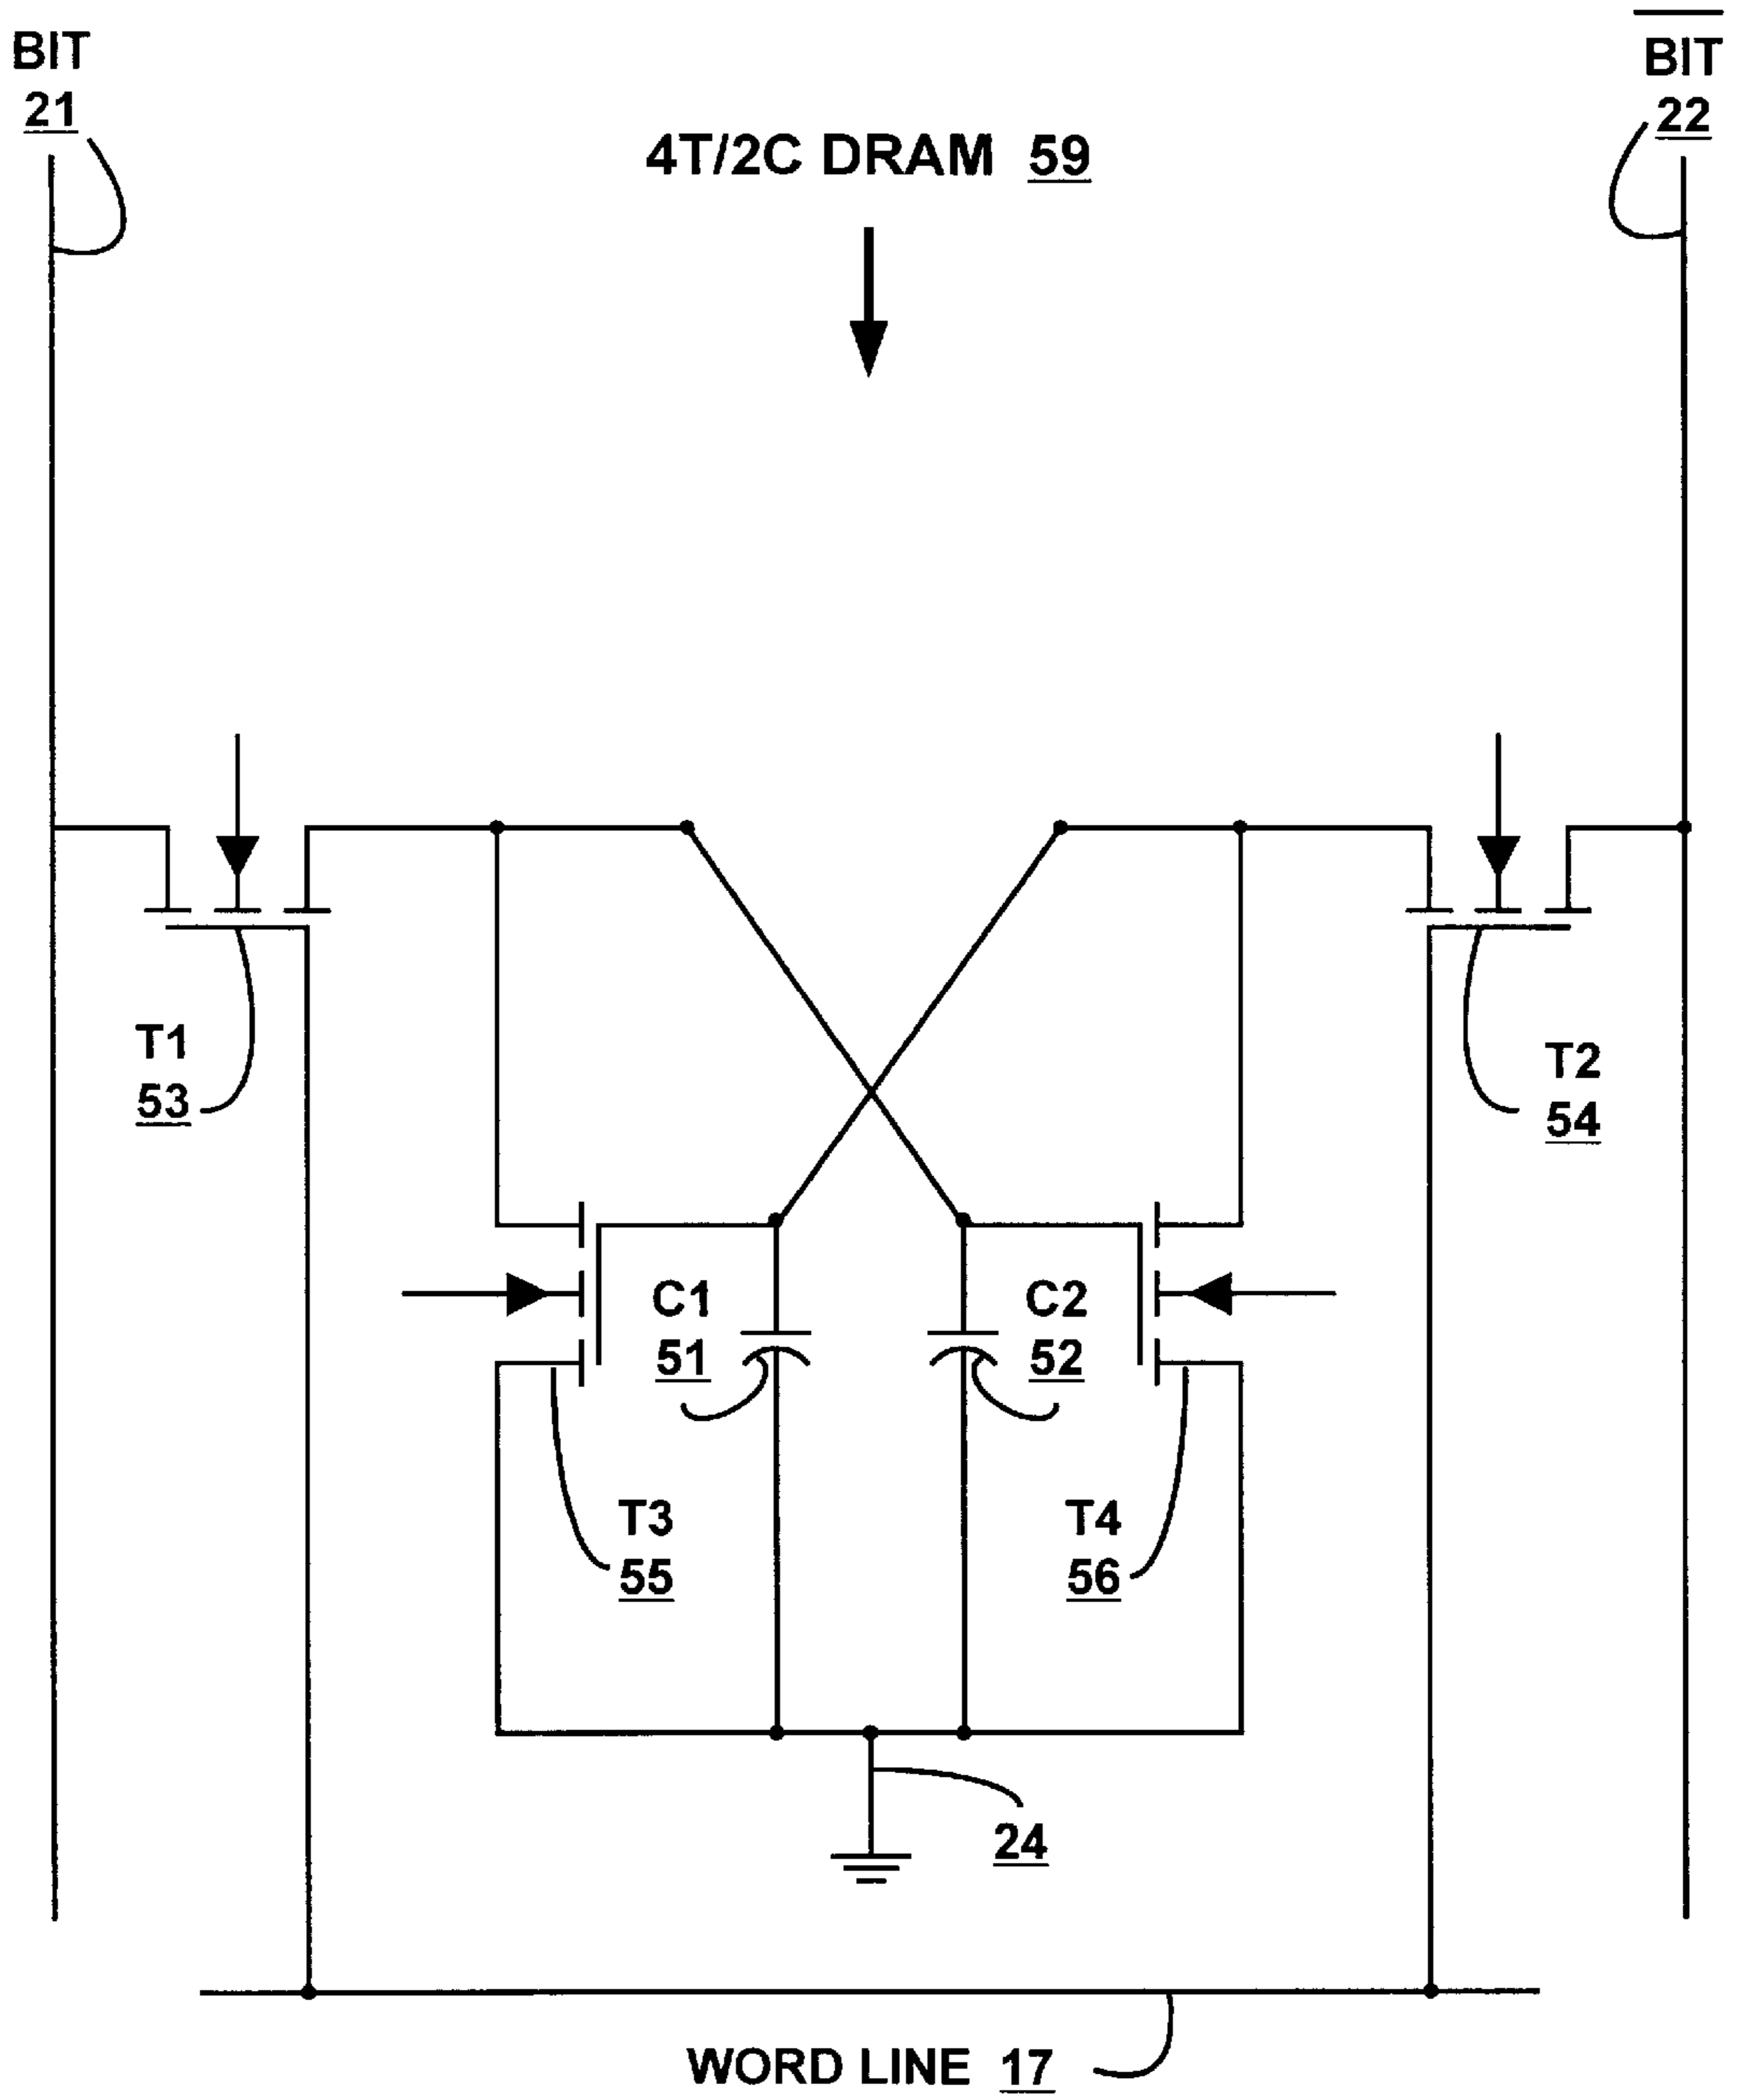 BIT
21
BIT
22
4T/2C DRAM 59
T1
53
T2
54
C1
51
C2
52
T3
55
T4
56
24
WORD LINE 17